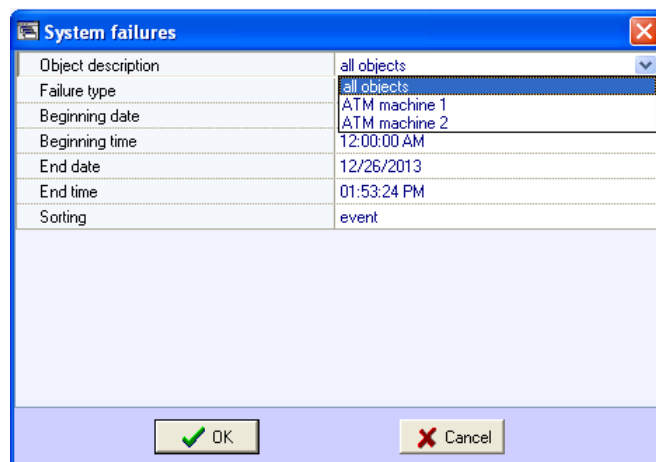 System failures
Object description all objects
all objects
Failure type
ATM machine 1
Beginning date
ATM machine 2
Beginning time 12:00:00 AM
End date 12/26/2013
End time 01:53:24 PM
Sorting event
OK Cancel